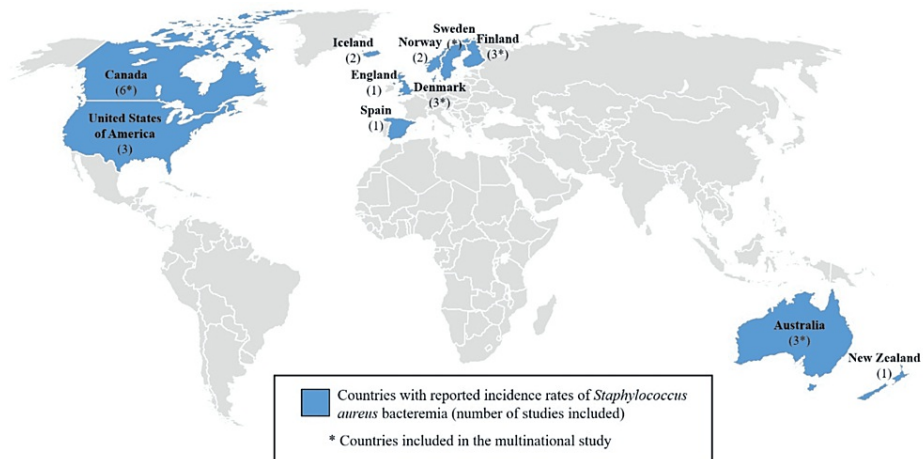 Sweden
(*)
Iceland
(2)
Norway
(2)
Finland
(3*)
Canada
(6*)
England
(1)
Denmark
(3*)
United States
of America
(3)
Spain
(1)
Australia
(3*)
New Zealand
(1)
Countries with reported incidence rates of Staphylococcus
aureus bacteremia (number of studies included)
* Countries included in the multinational study